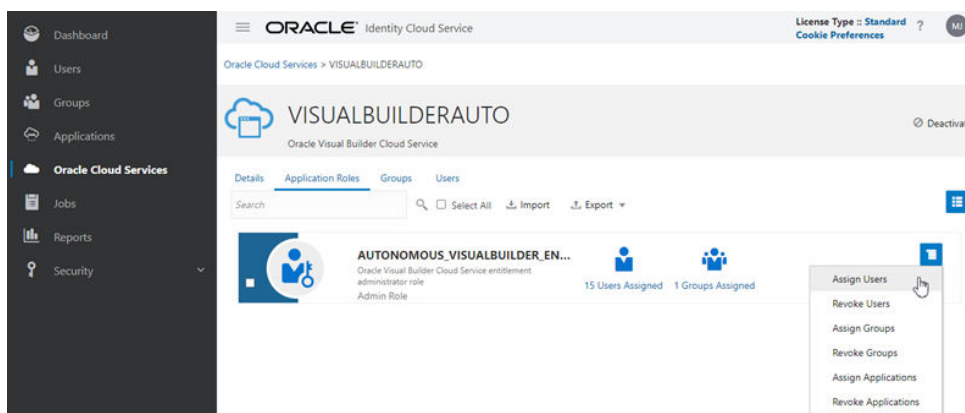 Dashboard
Users
Groups
Applications
Oracle Cloud Services
Jobs
Reports
Security
ORACLE® Identity Cloud Service
License Type :: Standard
Cookie Preferences
?
MJ
Oracle Cloud Services > VISUALBUILDERAUTO
VISUALBUILDERAUTO
Oracle Visual Builder Cloud Service
Deactivat
Details Application Roles Groups Users
Search Select All Import Export
AUTONOMOUS_VISUALBUILDER_EN...
Oracle Visual Builder Cloud Service entitlement
administrator role
Admin Role
15 Users Assigned 1 Groups Assigned
Assign Users
Revoke Users
Assign Groups
Revoke Groups
Assign Applications
Revoke Applications